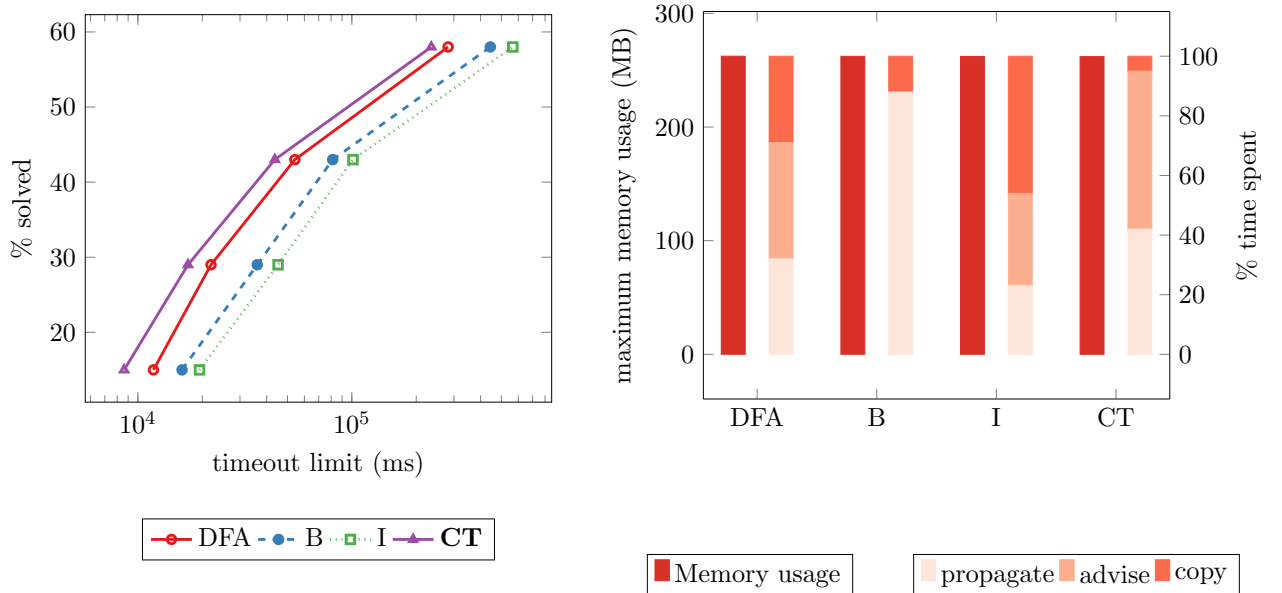 60
50
40
30
20
% solved
10^4
10^5
timeout limit (ms)
DFA B I CT
300
200
100
0
maximum memory usage (MB)
100
80
60
40
20
0
% time spent
DFA B I CT
Memory usage
propagate advise copy